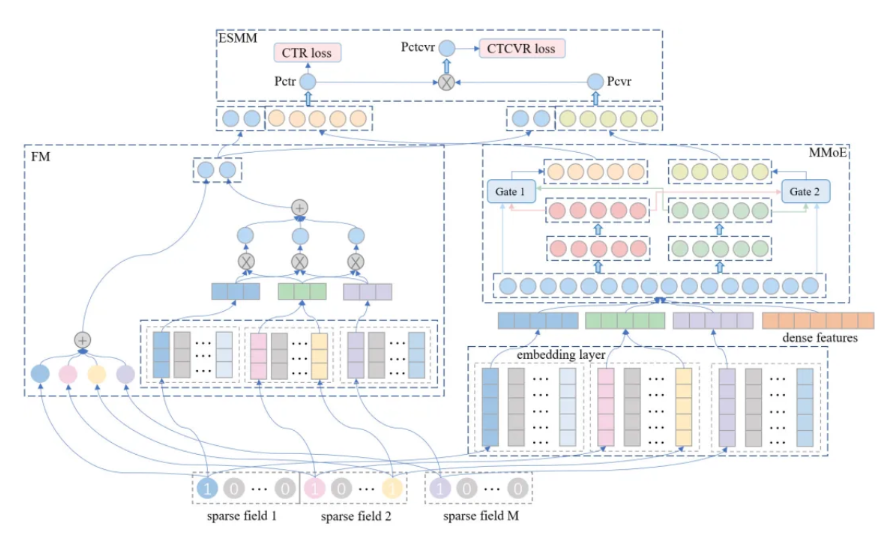 ESMM
CTR loss
Pctcvr
CTCVR loss
Pctr
Pcvr
FM
MMoE
Gate 1
Gate 2
dense features
embedding layer
1 0 ... 0 1 0 ... 1 1 0 ... 0
sparse field 1
sparse field 2
sparse field M